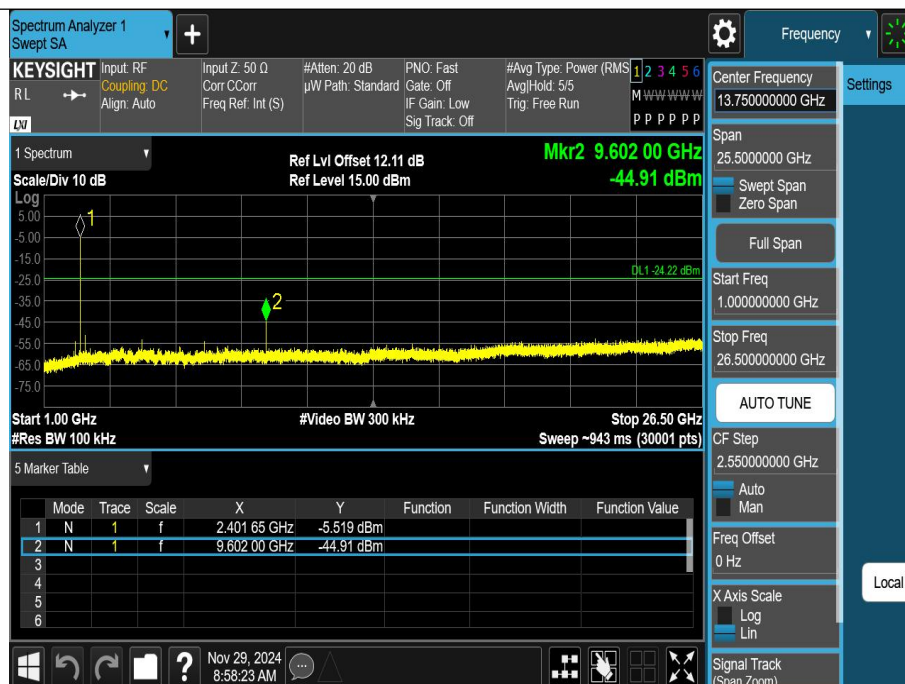 Spectrum Analyzer 1
Swept SA
Frequency
KEYSIGHT
RL
LXI
Input: RF
Coupling: DC
Align: Auto
Input Z: 50 Ω
Corr CCorr
Freq Ref: Int (S)
#Atten: 20 dB
µW Path: Standard
PNO: Fast
Gate: Off
IF Gain: Low
Sig Track: Off
#Avg Type: Power (RMS
Avg|Hold: 5/5
Trig: Free Run
1 2 3 4 5 6
M W W W W W
P P P P P P
1 Spectrum
Scale/Div 10 dB
Ref Lvl Offset 12.11 dB
Ref Level 15.00 dBm
Mkr2 9.602 00 GHz
-44.91 dBm
Log
5.00
-5.00
-15.0
-25.0
-35.0
-45.0
-55.0
-65.0
-75.0
1
2
DL1 -24.22 dBm
Start 1.00 GHz
#Video BW 300 kHz
Stop 26.50 GHz
#Res BW 100 kHz
Sweep ~943 ms (30001 pts)
5 Marker Table
Mode Trace Scale X Y Function Function Width Function Value
1 N 1 f 2.401 65 GHz -5.519 dBm
2 N 1 f 9.602 00 GHz -44.91 dBm
3
4
5
6
Nov 29, 2024
8:58:23 AM
Center Frequency
13.750000000 GHz
Span
25.5000000 GHz
Swept Span
Zero Span
Full Span
Start Freq
1.000000000 GHz
Stop Freq
26.500000000 GHz
AUTO TUNE
CF Step
2.550000000 GHz
Auto
Man
Freq Offset
0 Hz
X Axis Scale
Log
Lin
Signal Track
(Span Zoom)
Settings
Local